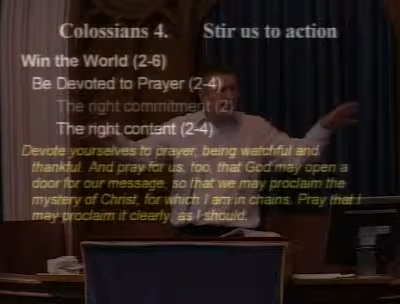 Colossians 4. Stir us to action
Win the World (2-6)
Be Devoted to Prayer (2-4)
The right commitment (2)
The right content (2-4)
Devote yourselves to prayer, being watchful and
thankful. And pray for us, too, that God may open a
door for our message, so that we may proclaim the
mystery of Christ, for which I am in chains. Pray that I
may proclaim it clearly, as I should.